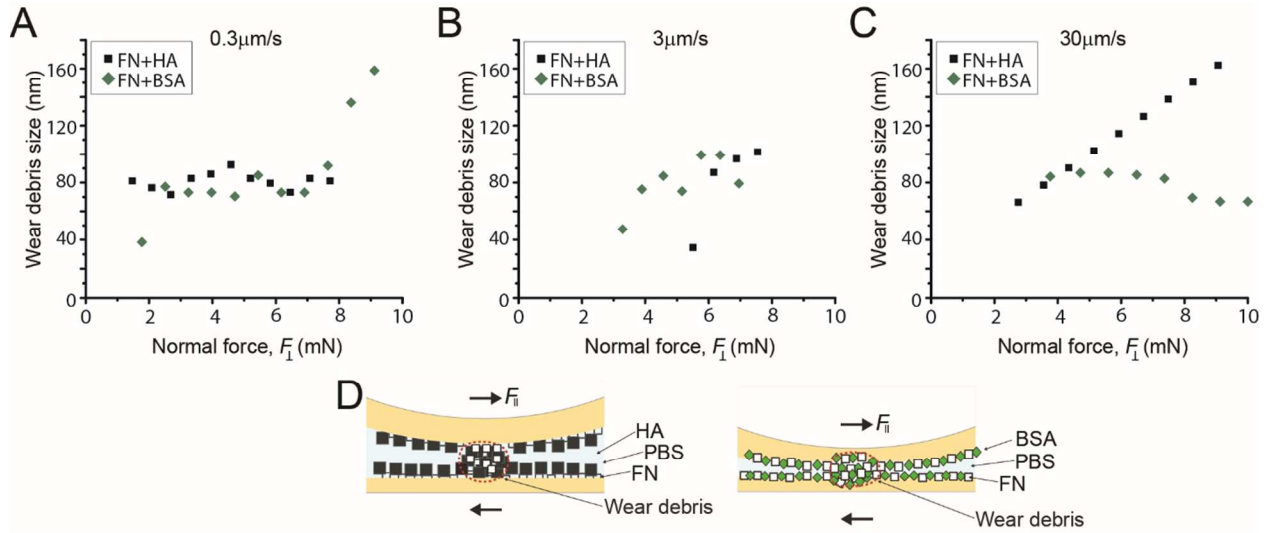 A
0.3µm/s
FN+HA
FN+BSA
Wear debris size (nm)
160
120
80
40
0
0 2 4 6 8 10
Normal force, F⊥ (mN)
B
3µm/s
FN+HA
FN+BSA
Wear debris size (nm)
160
120
80
40
0
0 2 4 6 8 10
Normal force, F⊥ (mN)
C
30µm/s
FN+HA
FN+BSA
Wear debris size (nm)
160
120
80
40
0
0 2 4 6 8 10
Normal force, F⊥ (mN)
D
F||
HA
PBS
FN
Wear debris
F||
BSA
PBS
FN
Wear debris